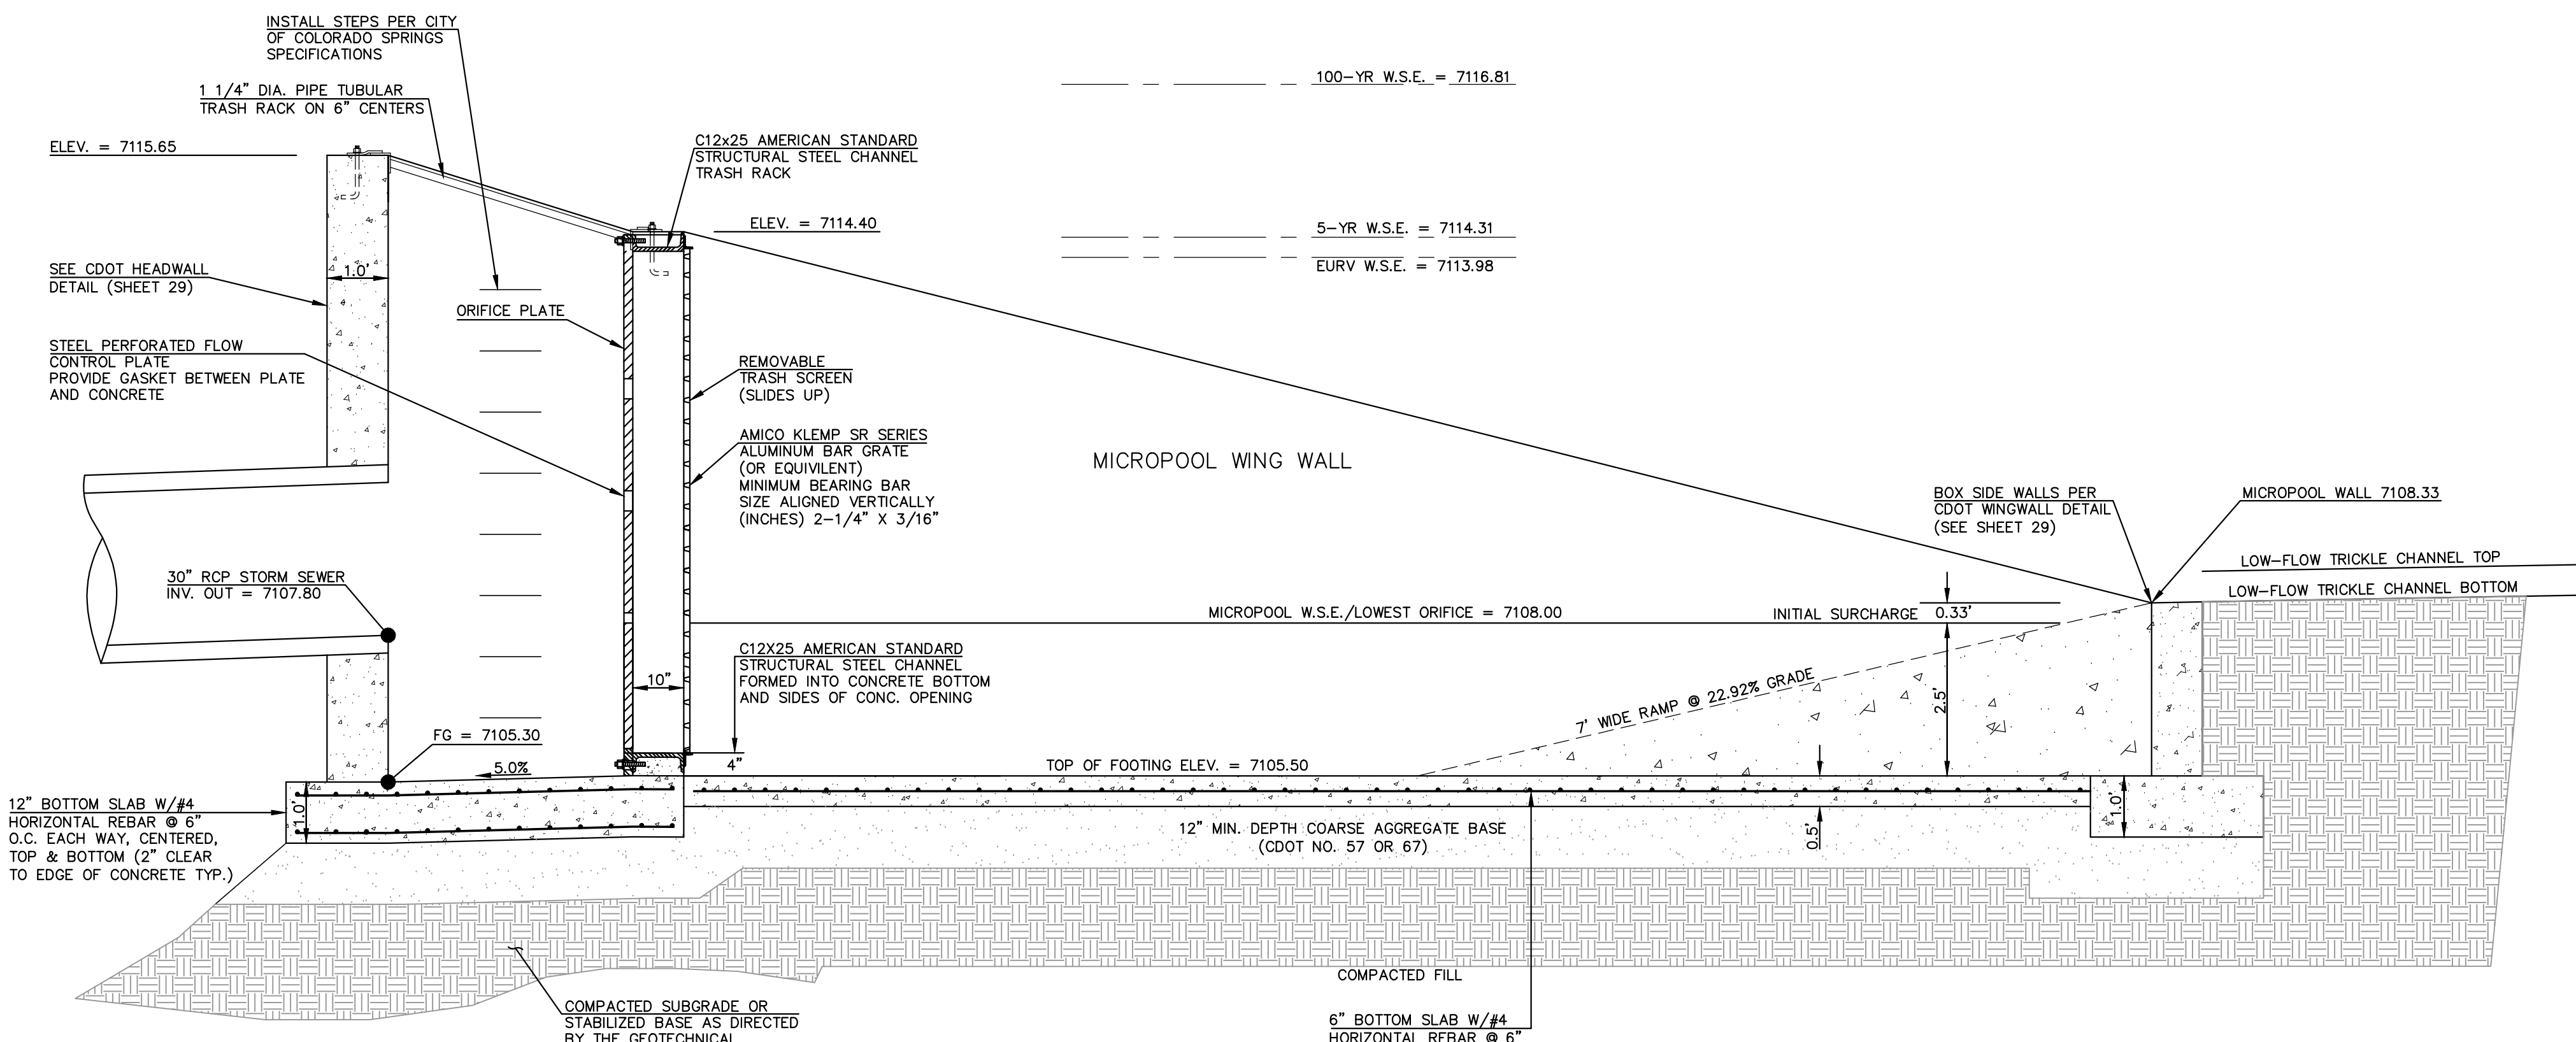 INSTALL STEPS PER CITY
OF COLORADO SPRINGS
SPECIFICATIONS
1 1/4" DIA. PIPE TUBULAR
TRASH RACK ON 6" CENTERS
ELEV. = 7115.65
C12x25 AMERICAN STANDARD
STRUCTURAL STEEL CHANNEL
TRASH RACK
100-YR W.S.E. = 7116.81
ELEV. = 7114.40
5-YR W.S.E. = 7114.31
EURV W.S.E. = 7113.98
SEE CDOT HEADWALL
DETAIL (SHEET 29)
1.0'
ORIFICE PLATE
STEEL PERFORATED FLOW
CONTROL PLATE
PROVIDE GASKET BETWEEN PLATE
AND CONCRETE
REMOVABLE
TRASH SCREEN
(SLIDES UP)
AMICO KLEMP SR SERIES
ALUMINUM BAR GRATE
(OR EQUIVILENT)
MINIMUM BEARING BAR
SIZE ALIGNED VERTICALLY
(INCHES) 2-1/4" X 3/16"
MICROPOOL WING WALL
BOX SIDE WALLS PER
CDOT WINGWALL DETAIL
(SEE SHEET 29)
MICROPOOL WALL 7108.33
LOW-FLOW TRICKLE CHANNEL TOP
LOW-FLOW TRICKLE CHANNEL BOTTOM
30" RCP STORM SEWER
INV. OUT = 7107.80
MICROPOOL W.S.E./LOWEST ORIFICE = 7108.00
INITIAL SURCHARGE 0.33'
C12X25 AMERICAN STANDARD
STRUCTURAL STEEL CHANNEL
FORMED INTO CONCRETE BOTTOM
AND SIDES OF CONC. OPENING
10"
7' WIDE RAMP @ 22.92% GRADE
2.5'
FG = 7105.30
5.0%
4"
TOP OF FOOTING ELEV. = 7105.50
12" BOTTOM SLAB W/#4
HORIZONTAL REBAR @ 6"
O.C. EACH WAY, CENTERED,
TOP & BOTTOM (2" CLEAR
TO EDGE OF CONCRETE TYP.)
1.0'
12" MIN. DEPTH COARSE AGGREGATE BASE
(CDOT NO. 57 OR 67)
0.5'
1.0'
COMPACTED FILL
COMPACTED SUBGRADE OR
STABILIZED BASE AS DIRECTED
BY THE GEOTECHNICAL
6" BOTTOM SLAB W/#4
HORIZONTAL REBAR @ 6"